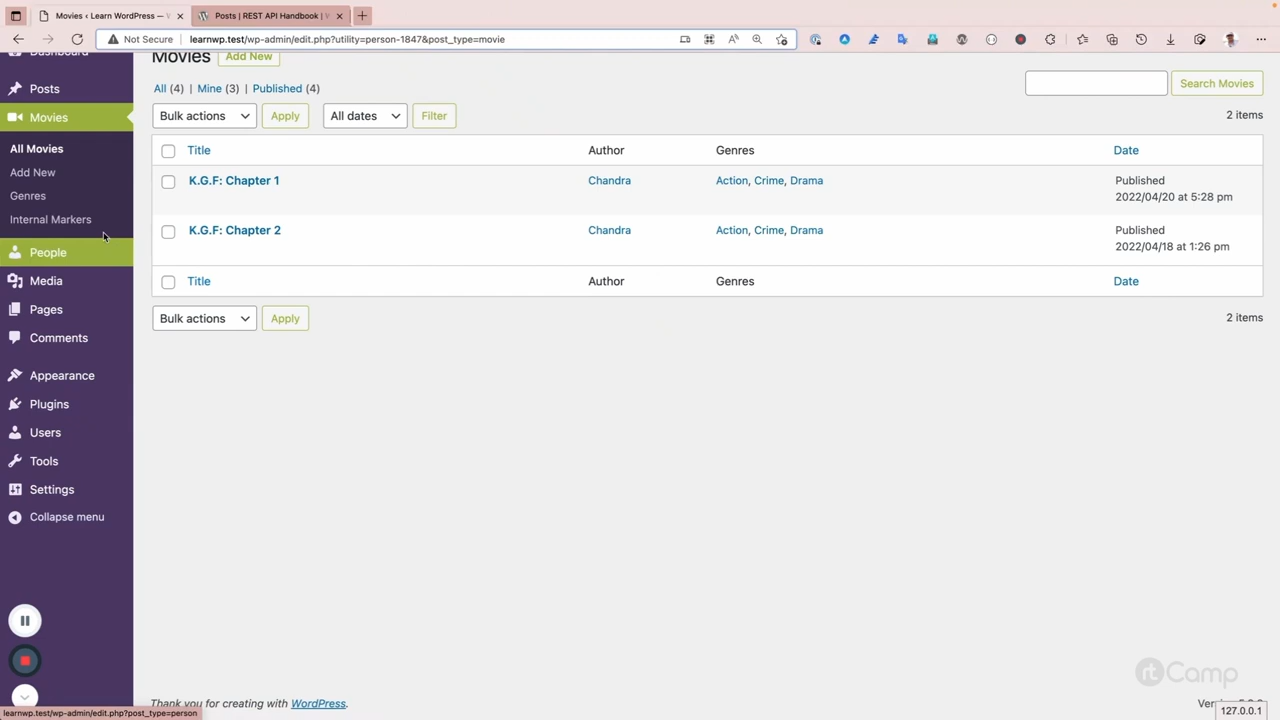 Movies ‹ Learn WordPress —
Posts | REST API Handbook |
Not Secure
learnwp.test/wp-admin/edit.php?utility=person-1847&post_type=movie
Dashboard
Posts
Movies
All Movies
Add New
Genres
Internal Markers
People
Media
Pages
Comments
Appearance
Plugins
Users
Tools
Settings
Collapse menu
Movies Add New
All (4) | Mine (3) | Published (4)
Search Movies
Bulk actions Apply All dates Filter
2 items
Title Author Genres Date
K.G.F: Chapter 1 Chandra Action, Crime, Drama Published
2022/04/20 at 5:28 pm
K.G.F: Chapter 2 Chandra Action, Crime, Drama Published
2022/04/18 at 1:26 pm
Title Author Genres Date
Bulk actions Apply
2 items
rtCamp
Thank you for creating with WordPress.
learnwp.test/wp-admin/edit.php?post_type=person
127.0.0.1